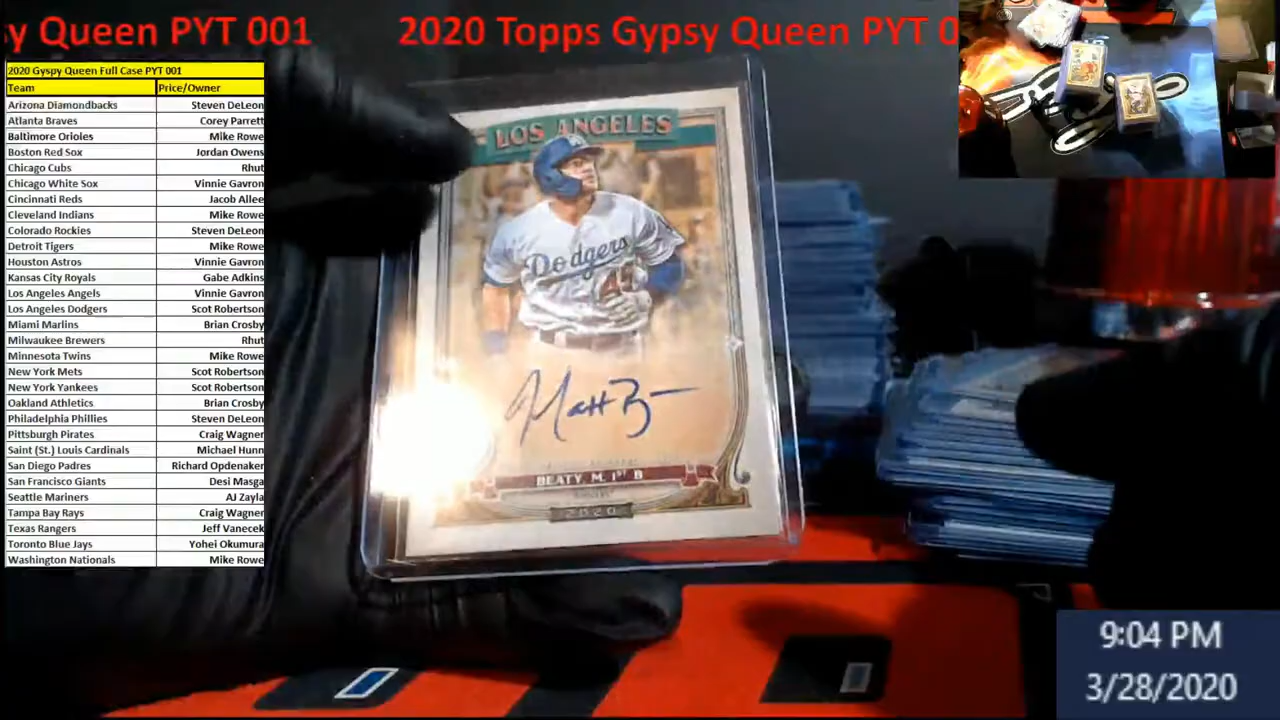 y Queen PYT 001 2020 Topps Gypsy Queen PYT 0
2020 Gyspy Queen Full Case PYT 001
Team Price/Owner
Arizona Diamondbacks Steven DeLeon
Atlanta Braves Corey Parrett
Baltimore Orioles Mike Rowe
Boston Red Sox Jordan Owens
Chicago Cubs Rhut
Chicago White Sox Vinnie Gavron
Cincinnati Reds Jacob Allee
Cleveland Indians Mike Rowe
Colorado Rockies Steven DeLeon
Detroit Tigers Mike Rowe
Houston Astros Vinnie Gavron
Kansas City Royals Gabe Adkins
Los Angeles Angels Vinnie Gavron
Los Angeles Dodgers Scot Robertson
Miami Marlins Brian Crosby
Milwaukee Brewers Rhut
Minnesota Twins Mike Rowe
New York Mets Scot Robertson
New York Yankees Scot Robertson
Oakland Athletics Brian Crosby
Philadelphia Phillies Steven DeLeon
Pittsburgh Pirates Craig Wagner
Saint (St.) Louis Cardinals Michael Hunn
San Diego Padres Richard Opdenaker
San Francisco Giants Desi Masga
Seattle Mariners AJ Zayla
Tampa Bay Rays Craig Wagner
Texas Rangers Jeff Vanecek
Toronto Blue Jays Yohei Okumura
Washington Nationals Mike Rowe
LOS ANGELES
Dodgers
Matt B
BEATY, M. 1ST B
DODGERS
2020
9:04 PM
3/28/2020